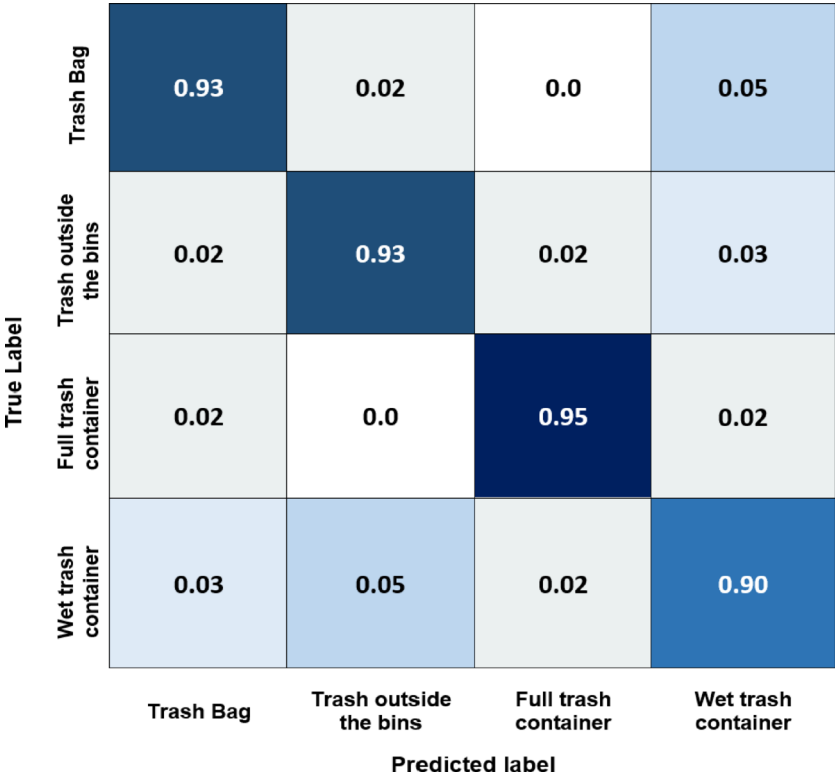 Trash Bag
0.93 0.02 0.0 0.05
Trash outside
the bins
0.02 0.93 0.02 0.03
Full trash
container
0.02 0.0 0.95 0.02
Wet trash
container
0.03 0.05 0.02 0.90
True Label
Trash Bag
Trash outside
the bins
Full trash
container
Wet trash
container
Predicted label